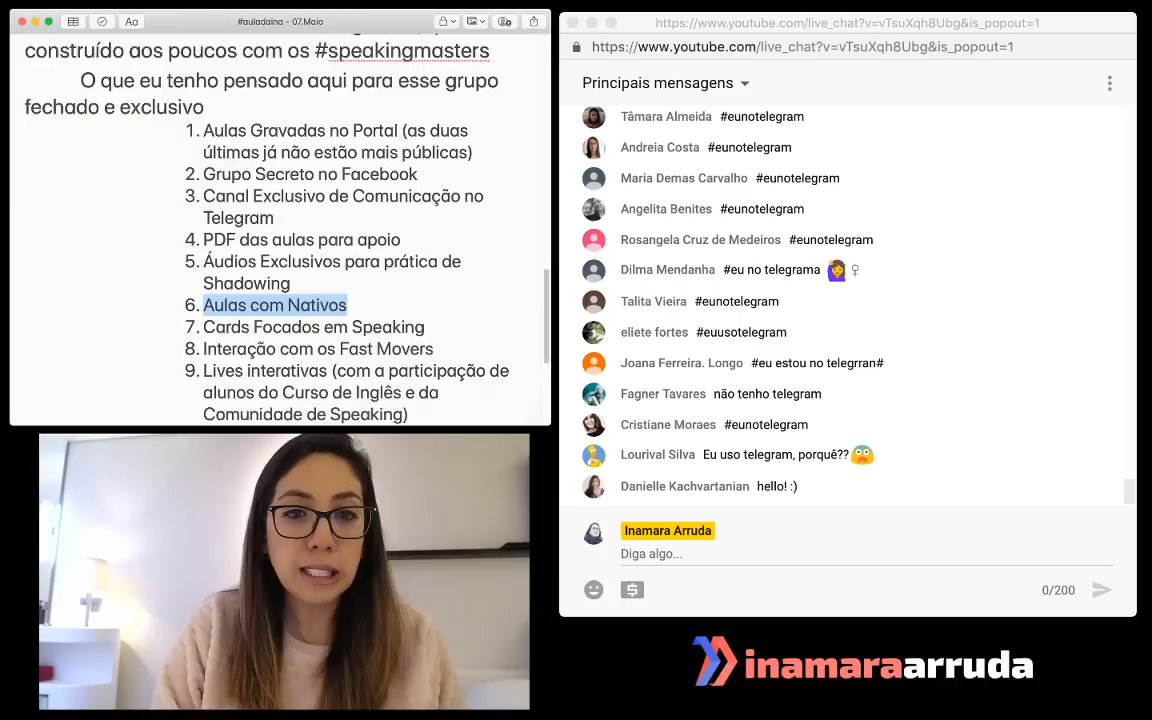 Aa
#auladaina - 07.Maio
construído aos poucos com os #speakingmasters
O que eu tenho pensado aqui para esse grupo
fechado e exclusivo
1. Aulas Gravadas no Portal (as duas
últimas já não estão mais públicas)
2. Grupo Secreto no Facebook
3. Canal Exclusivo de Comunicação no
Telegram
4. PDF das aulas para apoio
5. Áudios Exclusivos para prática de
Shadowing
6. Aulas com Nativos
7. Cards Focados em Speaking
8. Interação com os Fast Movers
9. Lives interativas (com a participação de
alunos do Curso de Inglês e da
Comunidade de Speaking)
https://www.youtube.com/live_chat?v=vTsuXqh8Ubg&is_popout=1
https://www.youtube.com/live_chat?v=vTsuXqh8Ubg&is_popout=1
Principais mensagens
Tâmara Almeida #eunotelegram
Andreia Costa #eunotelegram
Maria Demas Carvalho #eunotelegram
Angelita Benites #eunotelegram
Rosangela Cruz de Medeiros #eunotelegram
Dilma Mendanha #eu no telegrama 🙋‍♀
Talita Vieira #eunotelegram
eliete fortes #euusotelegram
Joana Ferreira. Longo #eu estou no telegrran#
Fagner Tavares não tenho telegram
Cristiane Moraes #eunotelegram
Lourival Silva Eu uso telegram, porquê?? 😨
Danielle Kachvartanian hello! :)
Inamara Arruda
Diga algo...
0/200
inamaraarruda